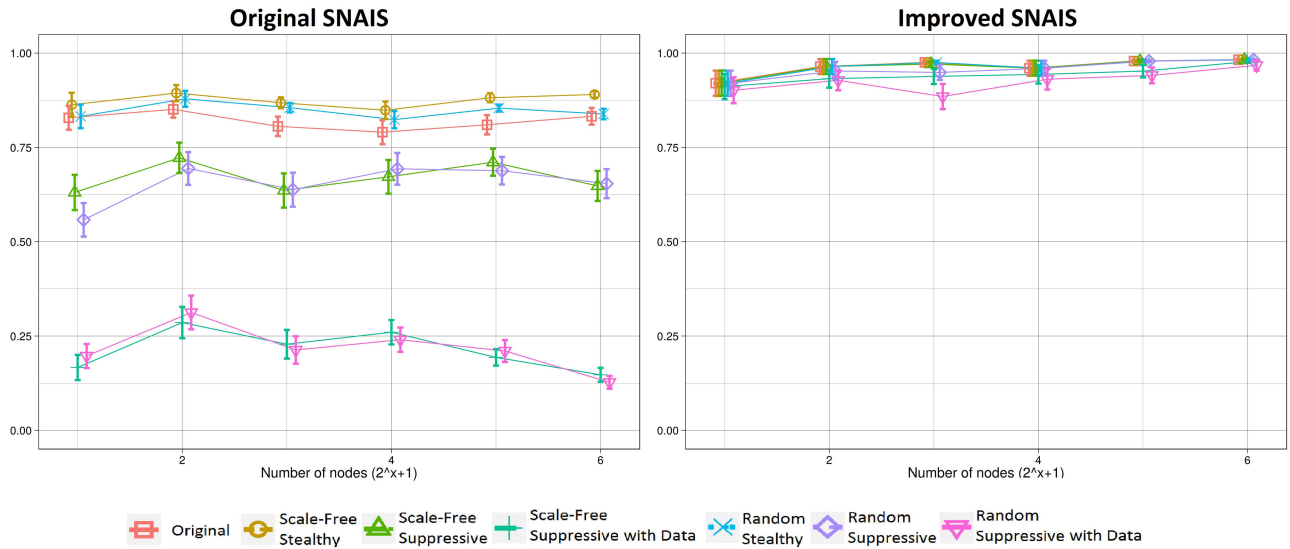 Original SNAIS
Improved SNAIS
1.00
0.75
0.50
0.25
0.00
2
4
6
Number of nodes (2^x+1)
1.00
0.75
0.50
0.25
0.00
2
4
6
Number of nodes (2^x+1)
Original
Scale-Free
Stealthy
Scale-Free
Suppressive
Scale-Free
Suppressive with Data
Random
Stealthy
Random
Suppressive
Random
Suppressive with Data